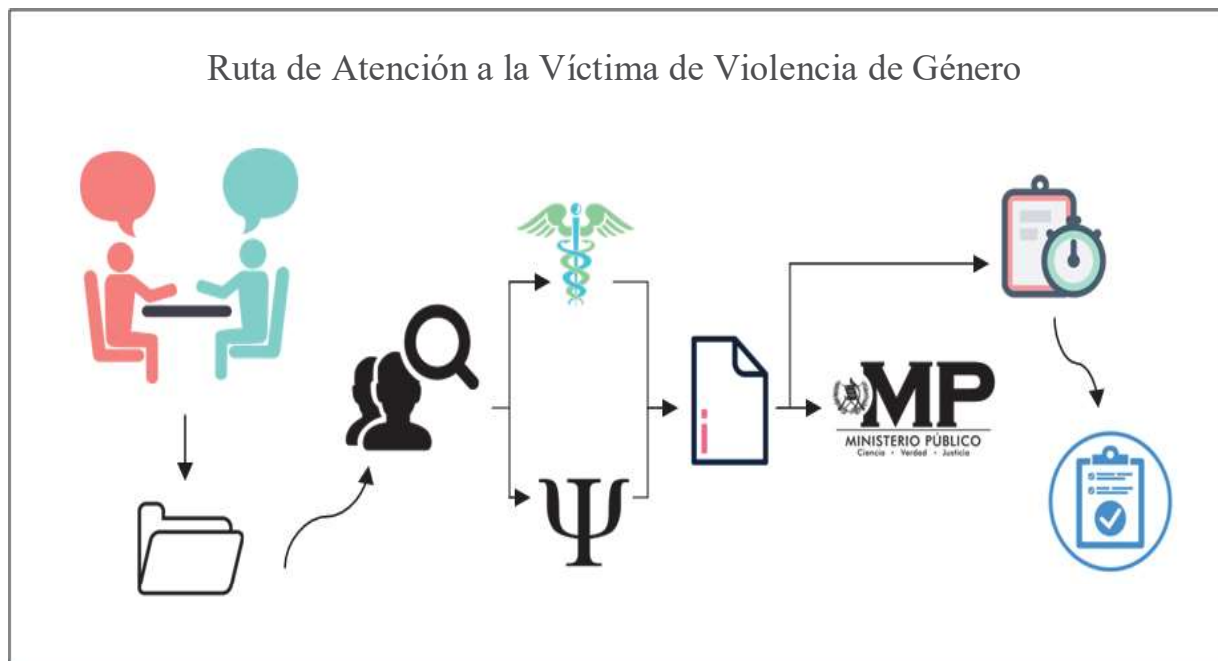 Ruta de Atención a la Víctima de Violencia de Género
i
MP
MINISTERIO PÚBLICO
Ciencia • Verdad • Justicia
Ψ